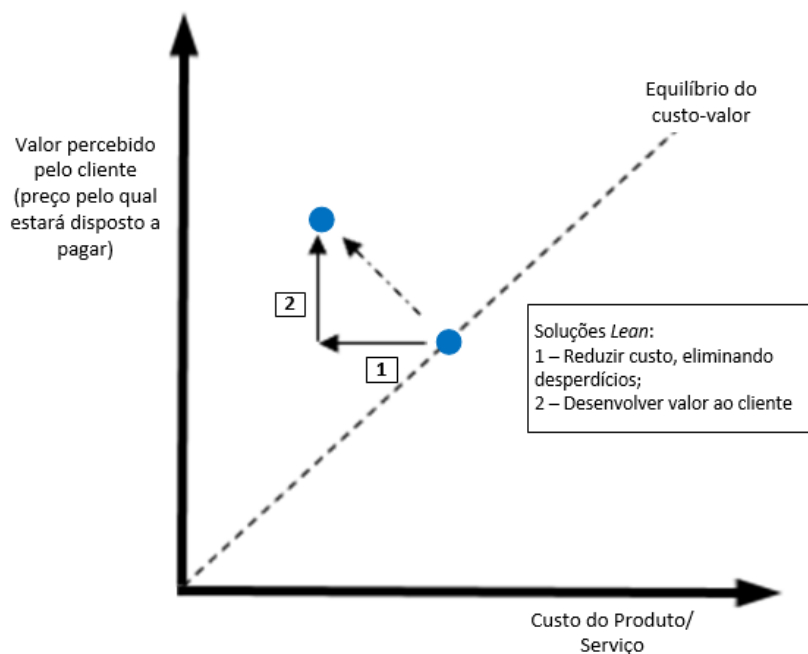 Equilíbrio do
custo-valor
Valor percebido
pelo cliente
(preço pelo qual
estará disposto a
pagar)
2
1
Soluções Lean:
1 – Reduzir custo, eliminando
desperdícios;
2 – Desenvolver valor ao cliente
Custo do Produto/
Serviço